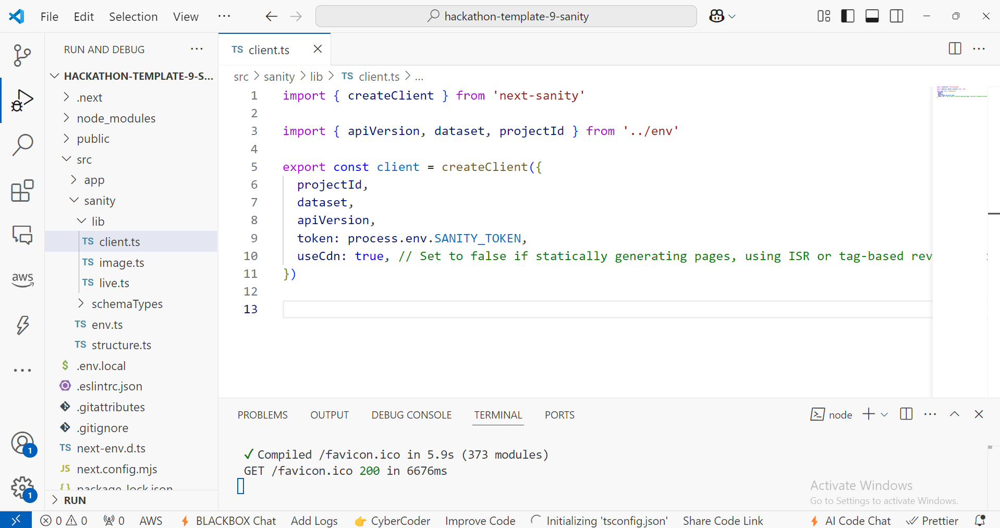 File Edit Selection View ...
hackathon-template-9-sanity
RUN AND DEBUG ...
HACKATHON-TEMPLATE-9-S...
.next
node_modules
public
src
app
sanity
lib
TS client.ts
TS image.ts
TS live.ts
schemaTypes
TS env.ts
TS structure.ts
$ .env.local
.eslintrc.json
.gitattributes
.gitignore
TS next-env.d.ts
JS next.config.mjs
{} package-lock.json
RUN
aws
1
1
TS client.ts
src > sanity > lib > TS client.ts > ...
1 import { createClient } from 'next-sanity'
2
3 import { apiVersion, dataset, projectId } from '../env'
4
5 export const client = createClient({
6 projectId,
7 dataset,
8 apiVersion,
9 token: process.env.SANITY_TOKEN,
10 useCdn: true, // Set to false if statically generating pages, using ISR or tag-based rev
11 })
12
13
PROBLEMS OUTPUT DEBUG CONSOLE TERMINAL PORTS
node
✓ Compiled /favicon.ico in 5.9s (373 modules)
GET /favicon.ico 200 in 6676ms
Activate Windows
Go to Settings to activate Windows.
0 0 0 AWS BLACKBOX Chat Add Logs 👉 CyberCoder Improve Code Initializing 'tsconfig.json' Share Code Link AI Code Chat Prettier